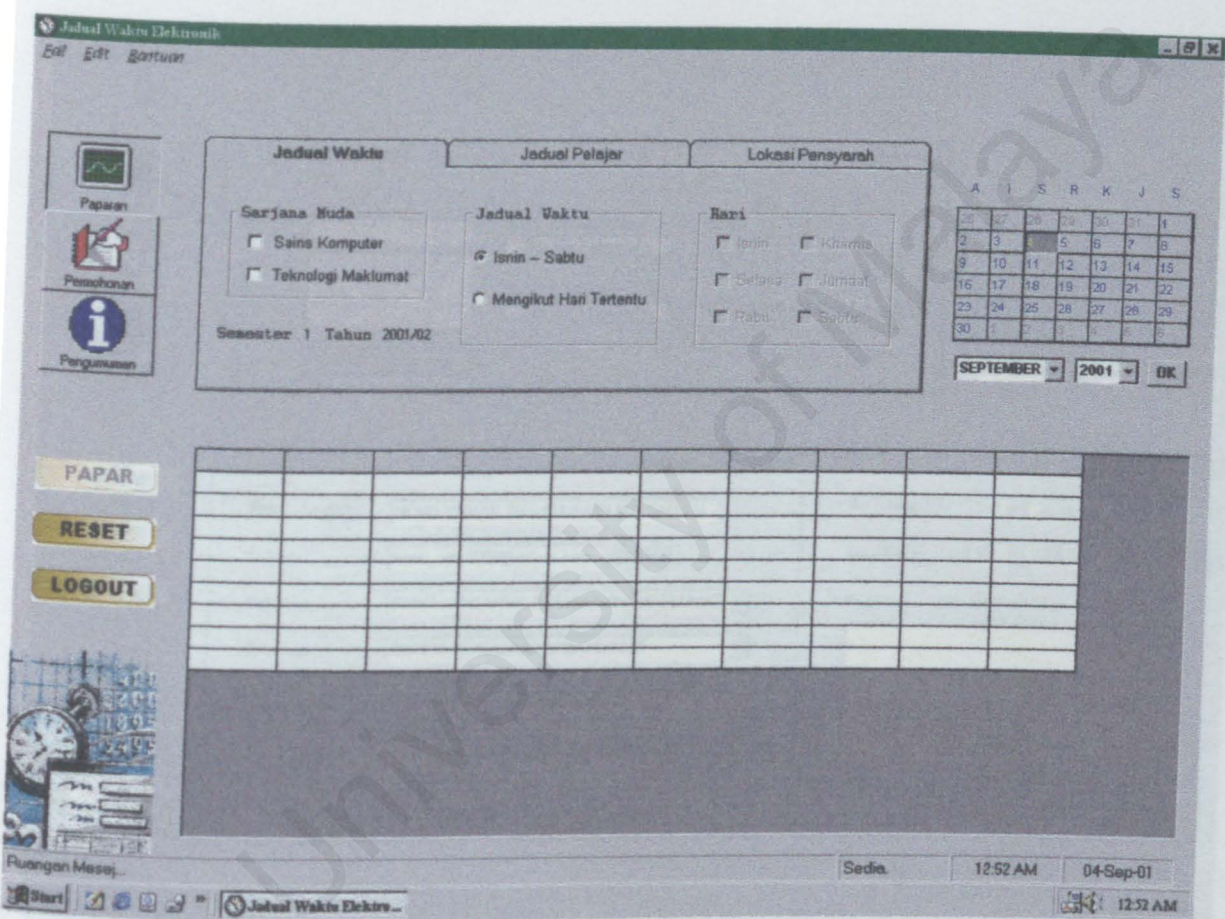 Jadual Waktu Elektronik
Fail Edit Bantuan
Paparan
Permohonan
Pengumuman
Jadual Waktu Jadual Pelajar Lokasi Pensyarah
Sarjana Muda
Sains Komputer
Teknologi Maklumat
Semester 1 Tahun 2001/02
Jadual Waktu
Isnin – Sabtu
Mengikut Hari Tertentu
Hari
Isnin Khamis
Selasa Jumaat
Rabu Sabtu
A I S R K J S
26 27 28 29 30 31 1
2 3 4 5 6 7 8
9 10 11 12 13 14 15
16 17 18 19 20 21 22
23 24 25 26 27 28 29
30 1 2 3 4 5 6
SEPTEMBER 2001 OK
PAPAR
RESET
LOGOUT
Ruangan Mesej... Sedia. 12:52 AM 04-Sep-01
Start Jadual Waktu Elektro... 12:52 AM
University of Malaya